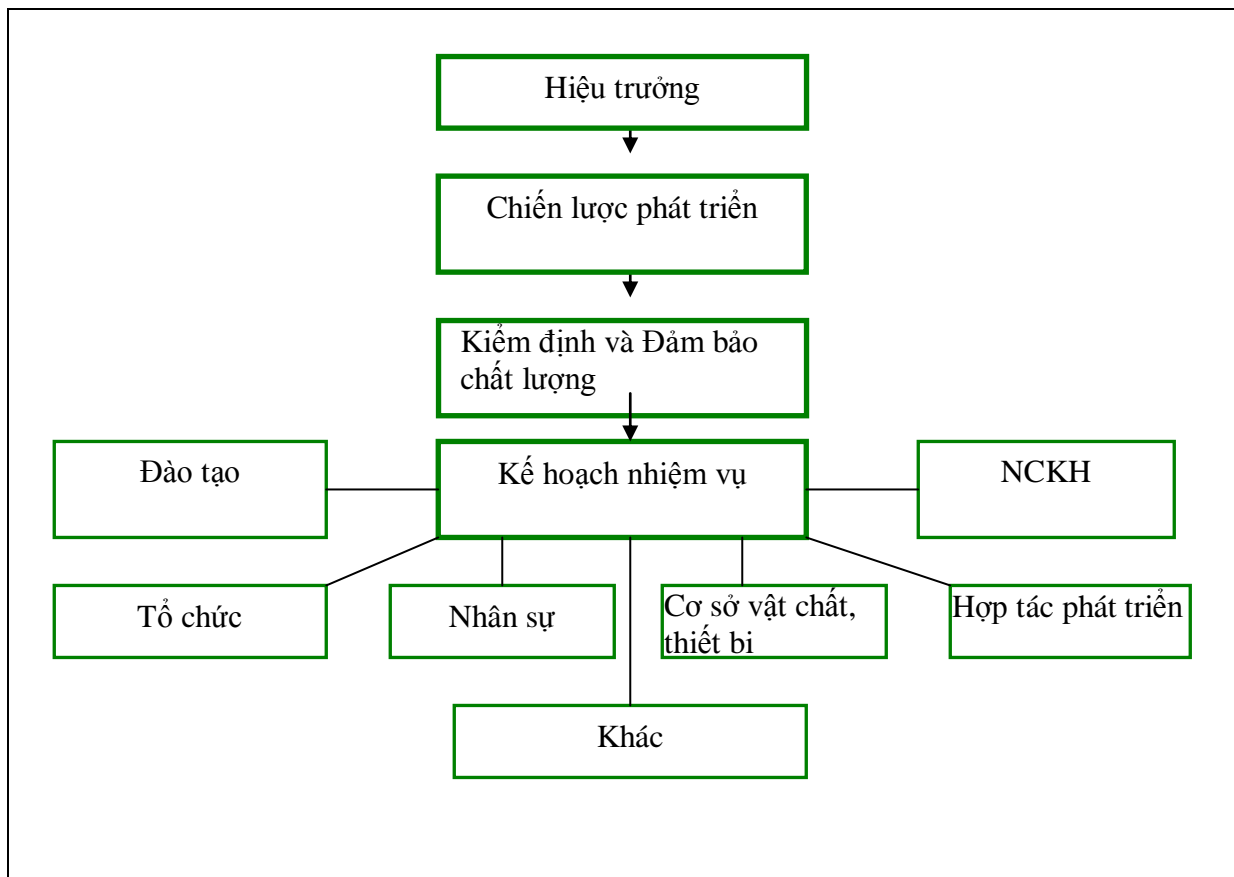 Hiệu trưởng
Chiến lược phát triển
Kiểm định và Đảm bảo
chất lượng
Đào tạo
Kế hoạch nhiệm vụ
NCKH
Tổ chức
Nhân sự
Cơ sở vật chất,
thiết bi
Hợp tác phát triển
Khác